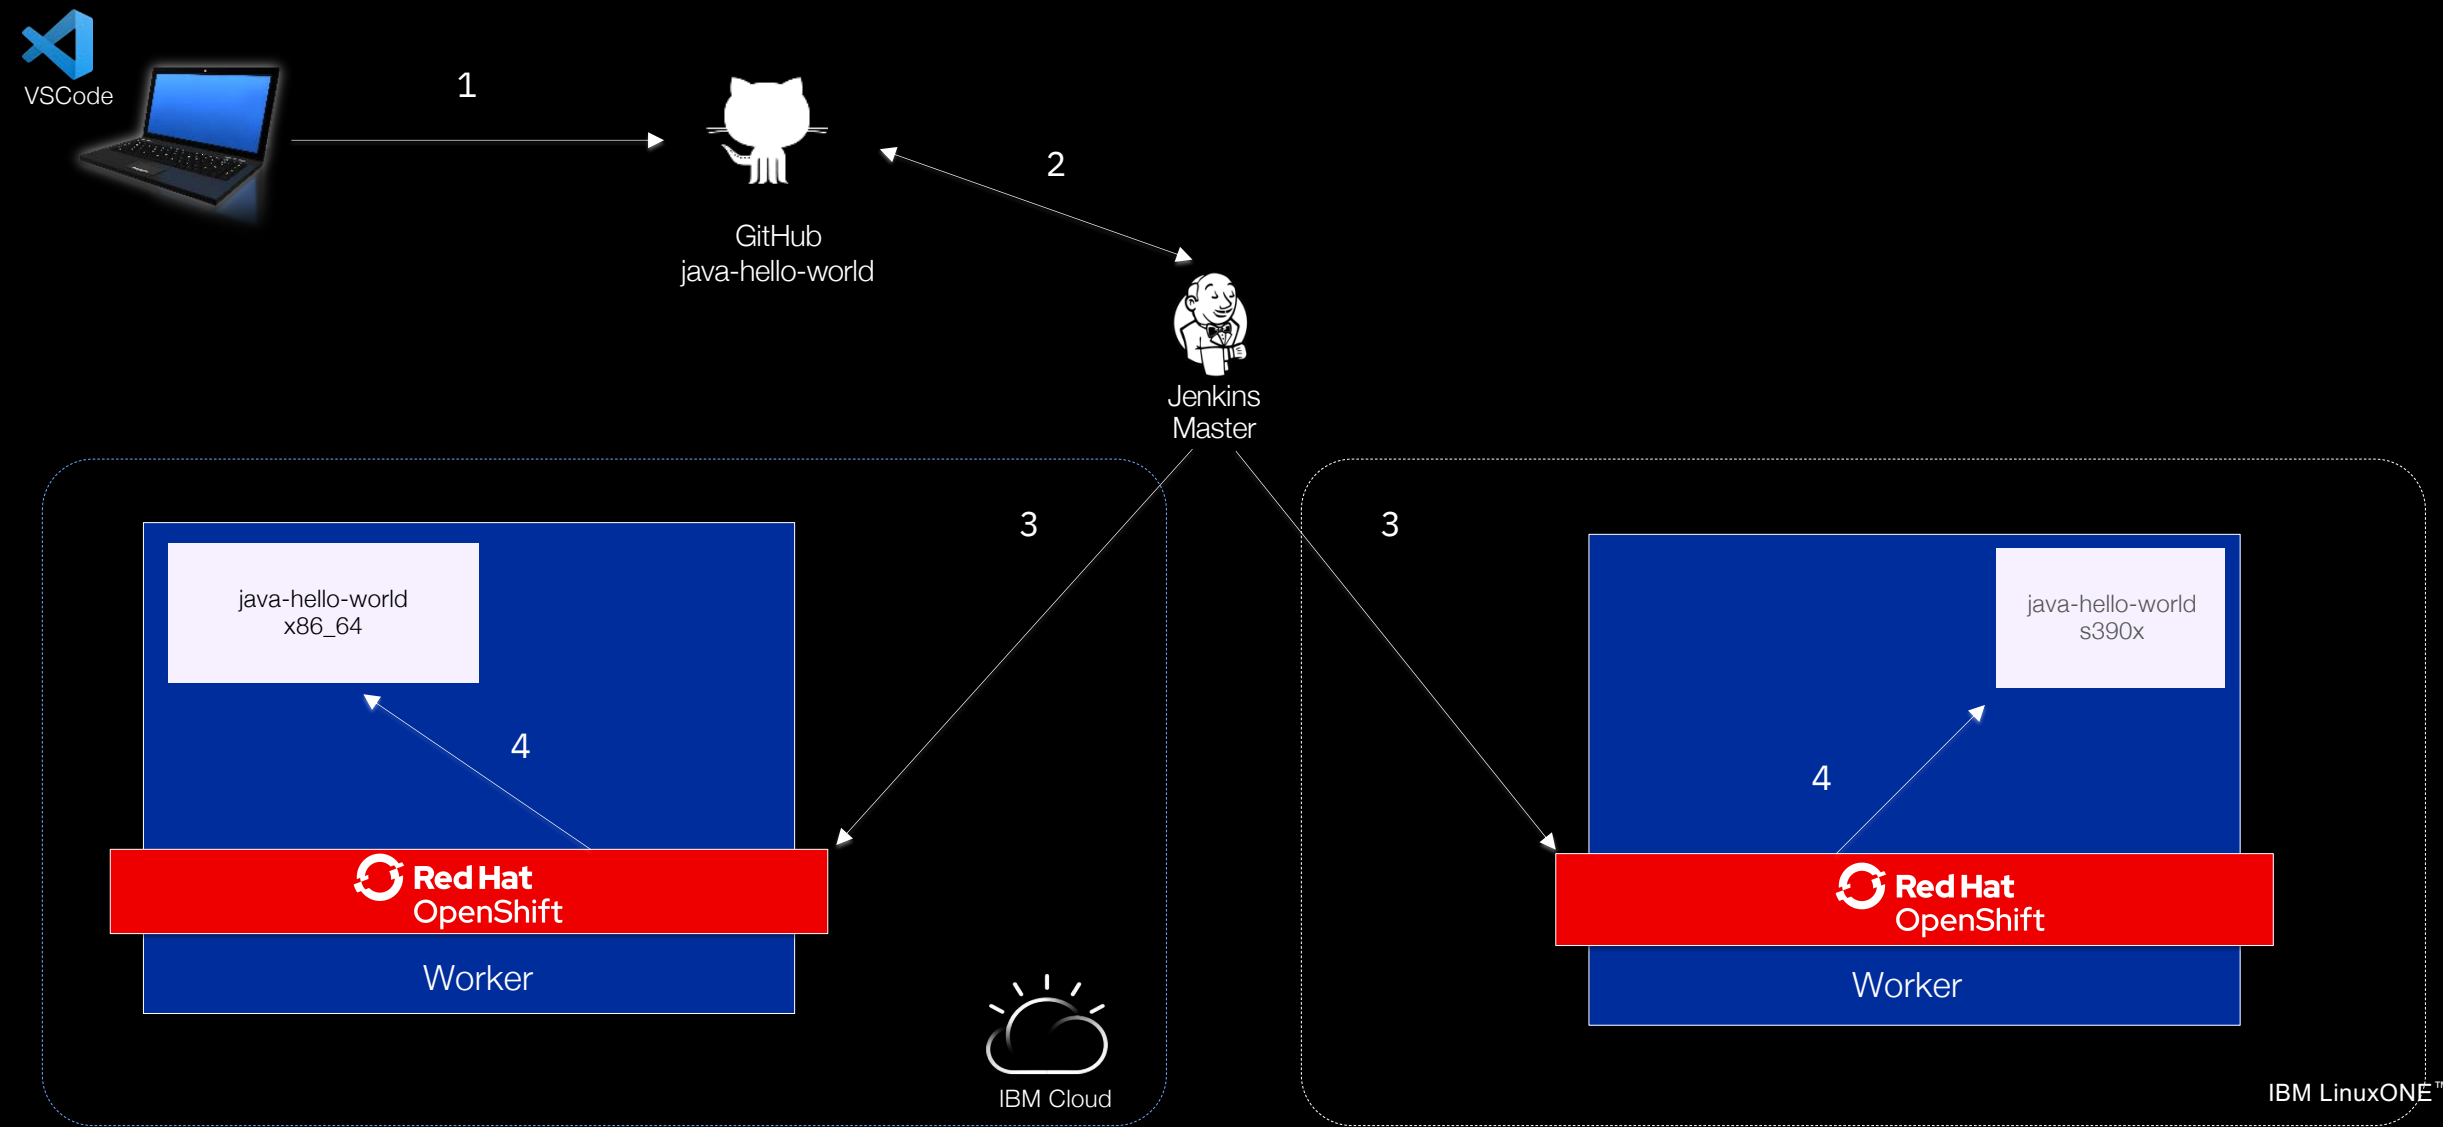 VSCode
1
GitHub
java-hello-world
2
Jenkins
Master
3
java-hello-world
x86_64
4
Red Hat
OpenShift
Worker
IBM Cloud
3
java-hello-world
s390x
4
Red Hat
OpenShift
Worker
IBM LinuxONE™